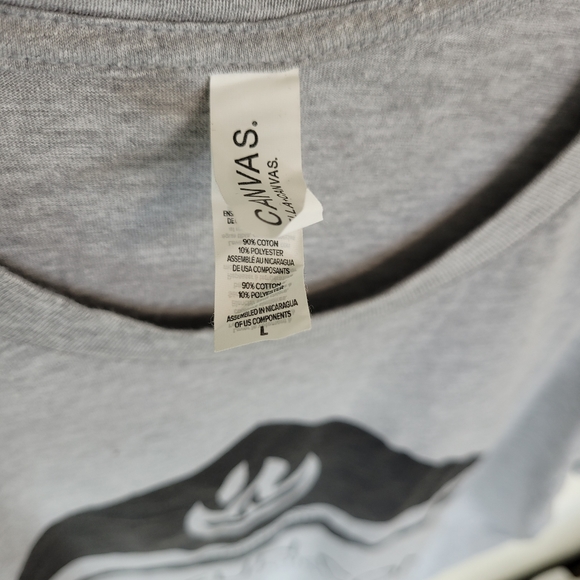 CANVAS.
CANVAS.
90% COTON
10% POLYESTER
ASSEMBLÉ AU NICARAGUA
DE USA COMPOSANTS
90% COTTON
10% POLYESTER
ASSEMBLED IN NICARAGUA
OF US COMPONENTS
L